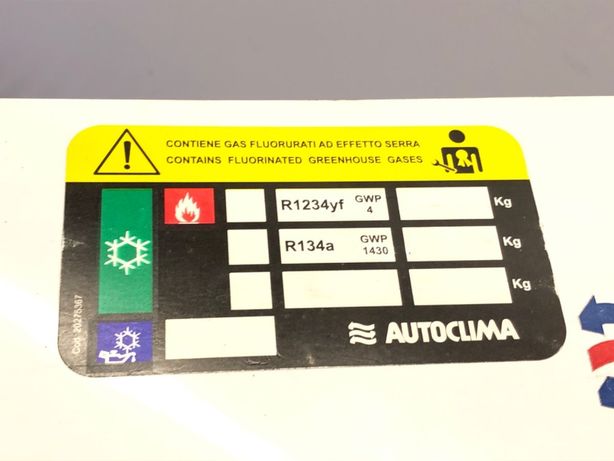 CONTIENE GAS FLUORURATI AD EFFETTO SERRA
CONTAINS FLUORINATED GREENHOUSE GASES
R1234yf GWP 4 Kg
R134a GWP 1430 Kg
Kg
AUTOCLIMA
Cod. 20275367